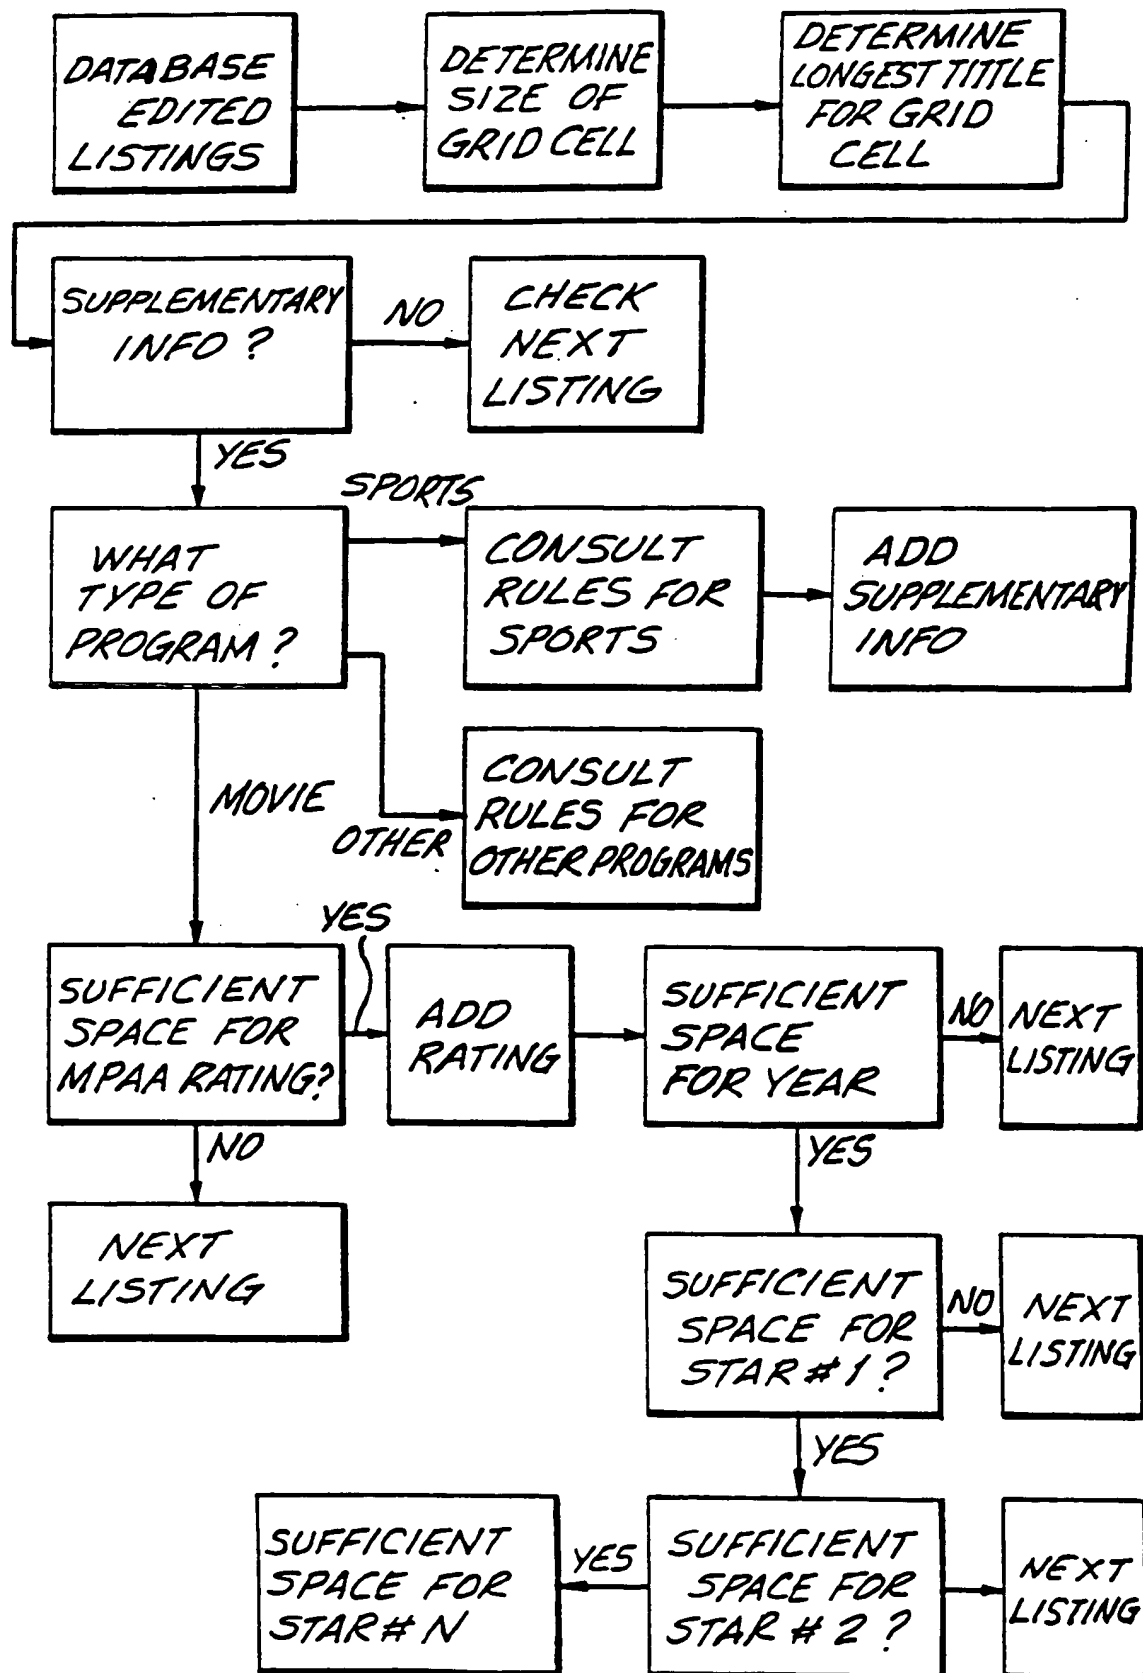 DATABASE
EDITED
LISTINGS
DETERMINE
SIZE OF
GRID CELL
DETERMINE
LONGEST TITTLE
FOR GRID
CELL
SUPPLEMENTARY
INFO ?
NO
CHECK
NEXT
LISTING
YES
WHAT
TYPE OF
PROGRAM ?
SPORTS
CONSULT
RULES FOR
SPORTS
ADD
SUPPLEMENTARY
INFO
OTHER
CONSULT
RULES FOR
OTHER PROGRAMS
MOVIE
SUFFICIENT
SPACE FOR
MPAA RATING?
YES
ADD
RATING
SUFFICIENT
SPACE
FOR YEAR
NO
NEXT
LISTING
NO
NEXT
LISTING
YES
SUFFICIENT
SPACE FOR
STAR #1 ?
NO
NEXT
LISTING
YES
SUFFICIENT
SPACE FOR
STAR # 2 ?
NEXT
LISTING
YES
SUFFICIENT
SPACE FOR
STAR # N